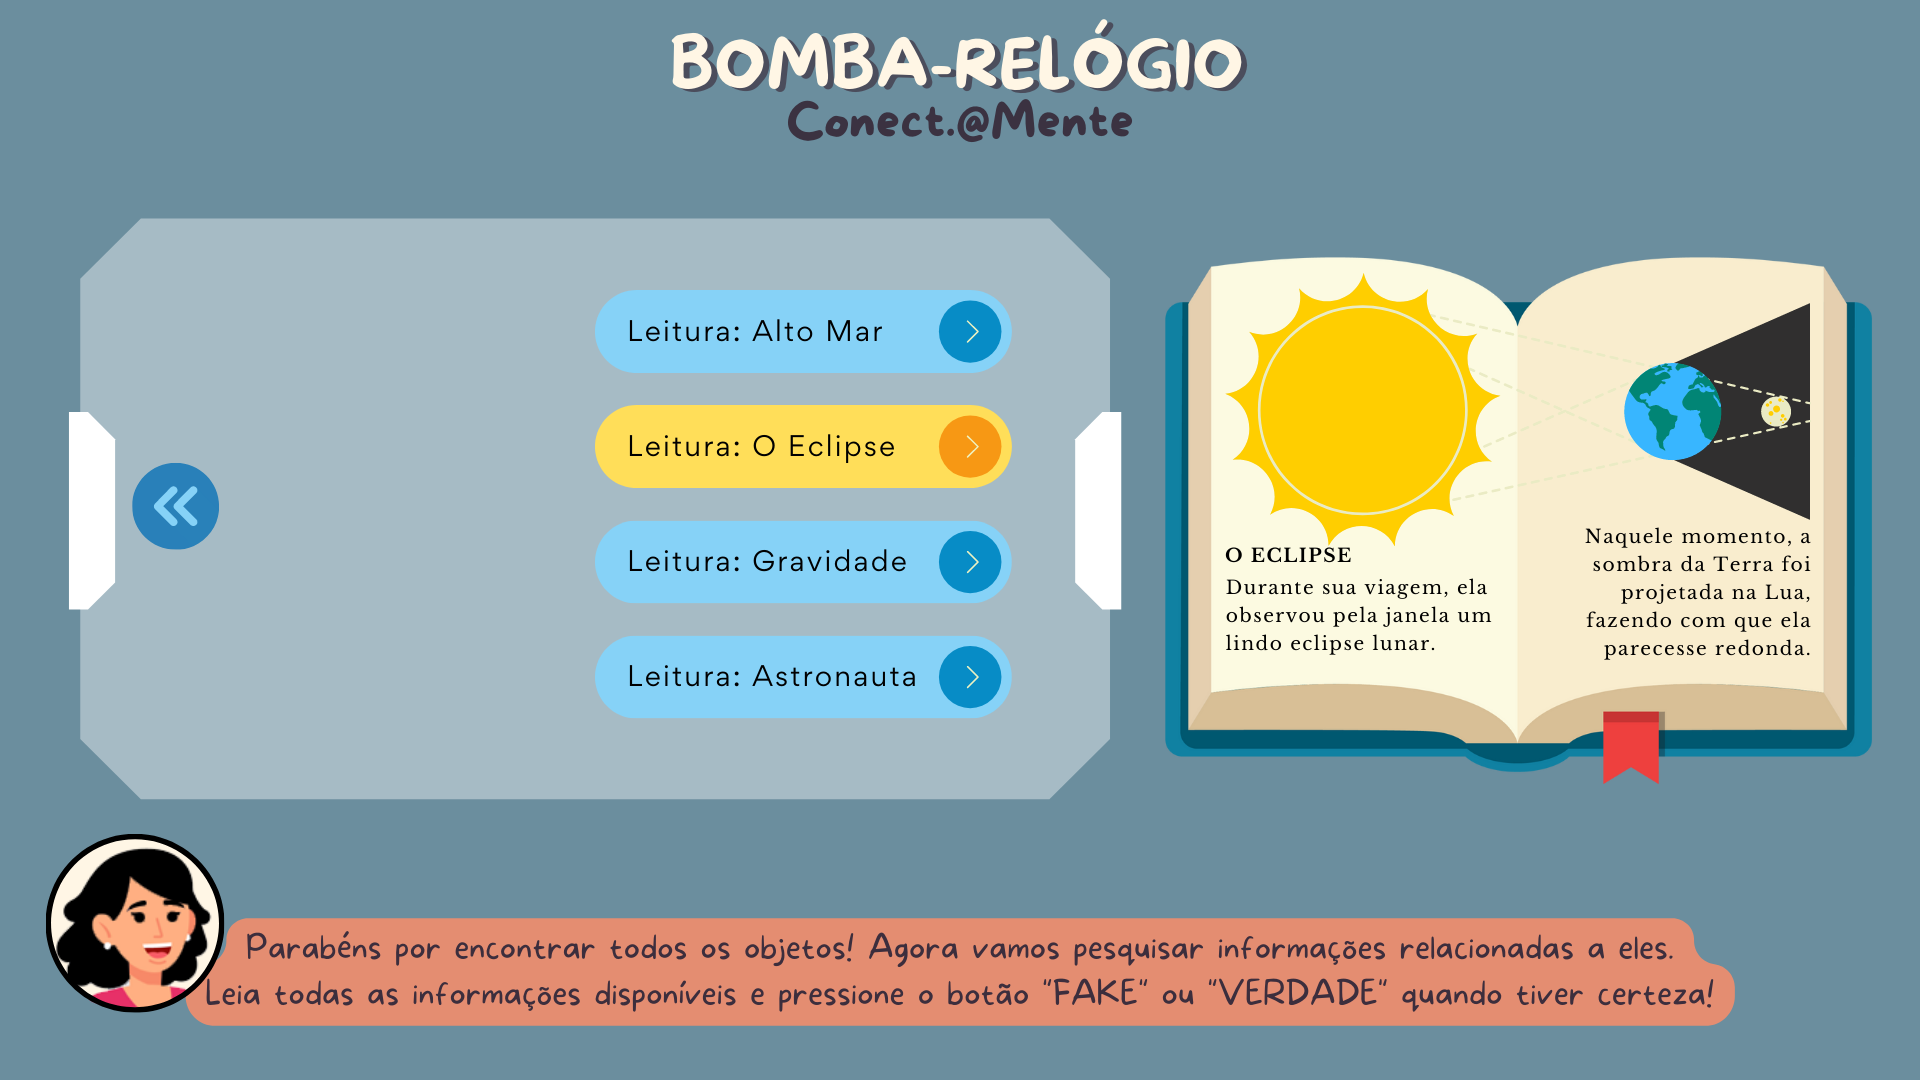 BOMBA-RELÓGIO
Conect.@Mente
Leitura: Alto Mar
Leitura: O Eclipse
Leitura: Gravidade
Leitura: Astronauta
O ECLIPSE
Durante sua viagem, ela
observou pela janela um
lindo eclipse lunar.
Naquele momento, a
sombra da Terra foi
projetada na Lua,
fazendo com que ela
parecesse redonda.
Parabéns por encontrar todos os objetos! Agora vamos pesquisar informações relacionadas a eles.
Leia todas as informações disponíveis e pressione o botão "FAKE" ou "VERDADE" quando tiver certeza!